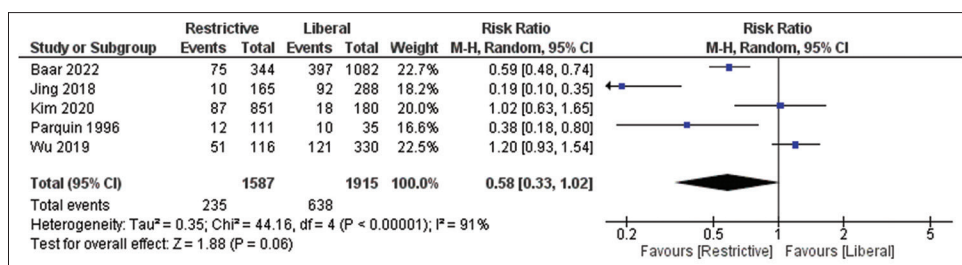 Restrictive Liberal Risk Ratio Risk Ratio
Study or Subgroup Events Total Events Total Weight M-H, Random, 95% CI M-H, Random, 95% CI
Baar 2022 75 344 397 1082 22.7% 0.59 [0.48, 0.74]
Jing 2018 10 165 92 288 18.2% 0.19 [0.10, 0.35]
Kim 2020 87 851 18 180 20.0% 1.02 [0.63, 1.65]
Parquin 1996 12 111 10 35 16.6% 0.38 [0.18, 0.80]
Wu 2019 51 116 121 330 22.5% 1.20 [0.93, 1.54]
Total (95% CI) 1587 1915 100.0% 0.58 [0.33, 1.02]
Total events 235 638
Heterogeneity: Tau² = 0.35; Chi² = 44.16, df = 4 (P < 0.00001); I² = 91%
Test for overall effect: Z = 1.88 (P = 0.06)
0.2 0.5 1 2 5
Favours [Restrictive] Favours [Liberal]